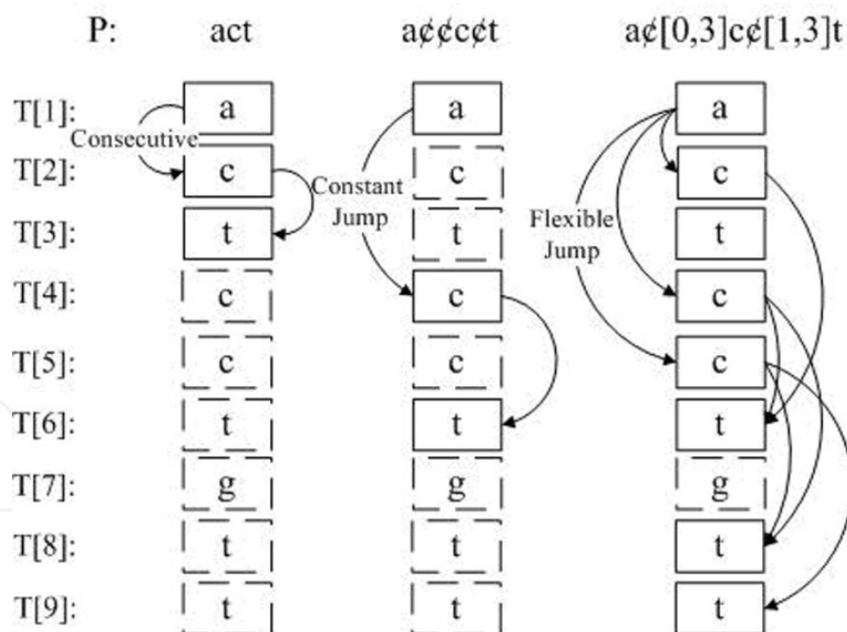 P: act a¢¢c¢t a¢[0,3]c¢[1,3]t
T[1]: a a a
Consecutive
T[2]: c c c
Constant
Jump
T[3]: t t t
Flexible
Jump
T[4]: c c c
T[5]: c c c
T[6]: t t t
T[7]: g g g
T[8]: t t t
T[9]: t t t